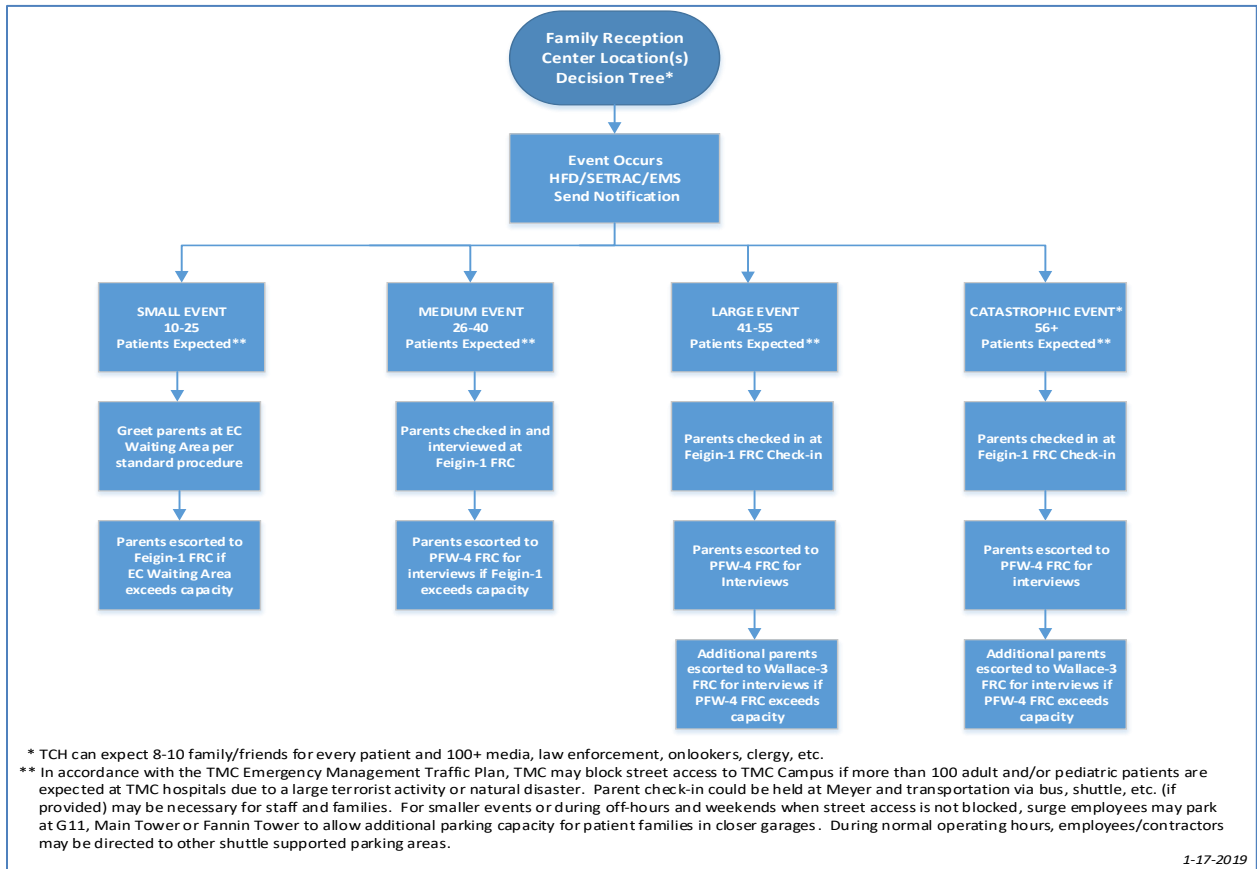 Family Reception
Center Location(s)
Decision Tree*
Event Occurs
HFD/SETRAC/EMS
Send Notification
SMALL EVENT
10-25
Patients Expected**
Greet parents at EC
Waiting Area per
standard procedure
Parents escorted to
Feigin-1 FRC if
EC Waiting Area
exceeds capacity
MEDIUM EVENT
26-40
Patients Expected**
Parents checked in and
interviewed at
Feigin-1 FRC
Parents escorted to
PFW-4 FRC for
interviews if Feigin-1
exceeds capacity
LARGE EVENT
41-55
Patients Expected**
Parents checked in at
Feigin-1 FRC Check-in
Parents escorted to
PFW-4 FRC for
Interviews
Additional parents
escorted to Wallace-3
FRC for interviews if
PFW-4 FRC exceeds
capacity
CATASTROPHIC EVENT*
56+
Patients Expected**
Parents checked in at
Feigin-1 FRC Check-in
Parents escorted to
PFW-4 FRC for
interviews
Additional parents
escorted to Wallace-3
FRC for interviews if
PFW-4 FRC exceeds
capacity
* TCH can expect 8-10 family/friends for every patient and 100+ media, law enforcement, onlookers, clergy, etc.
** In accordance with the TMC Emergency Management Traffic Plan, TMC may block street access to TMC Campus if more than 100 adult and/or pediatric patients are
expected at TMC hospitals due to a large terrorist activity or natural disaster. Parent check-in could be held at Meyer and transportation via bus, shuttle, etc. (if
provided) may be necessary for staff and families. For smaller events or during off-hours and weekends when street access is not blocked, surge employees may park
at G11, Main Tower or Fannin Tower to allow additional parking capacity for patient families in closer garages. During normal operating hours, employees/contractors
may be directed to other shuttle supported parking areas.
1-17-2019